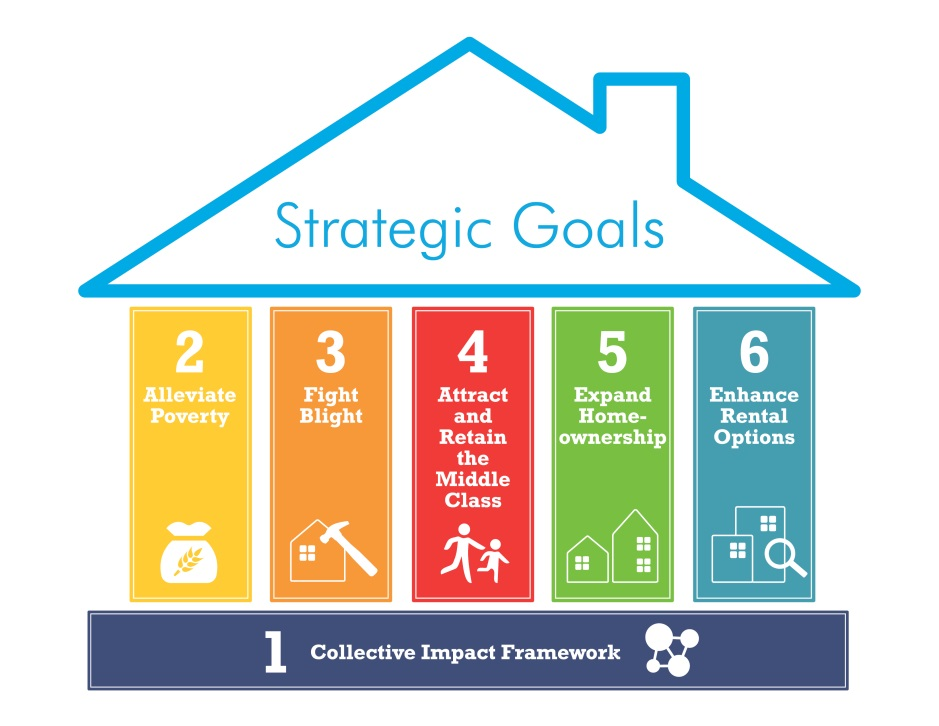 Strategic Goals
2
Alleviate
Poverty
3
Fight
Blight
4
Attract
and
Retain
the
Middle
Class
5
Expand
Home-
ownership
6
Enhance
Rental
Options
1 Collective Impact Framework